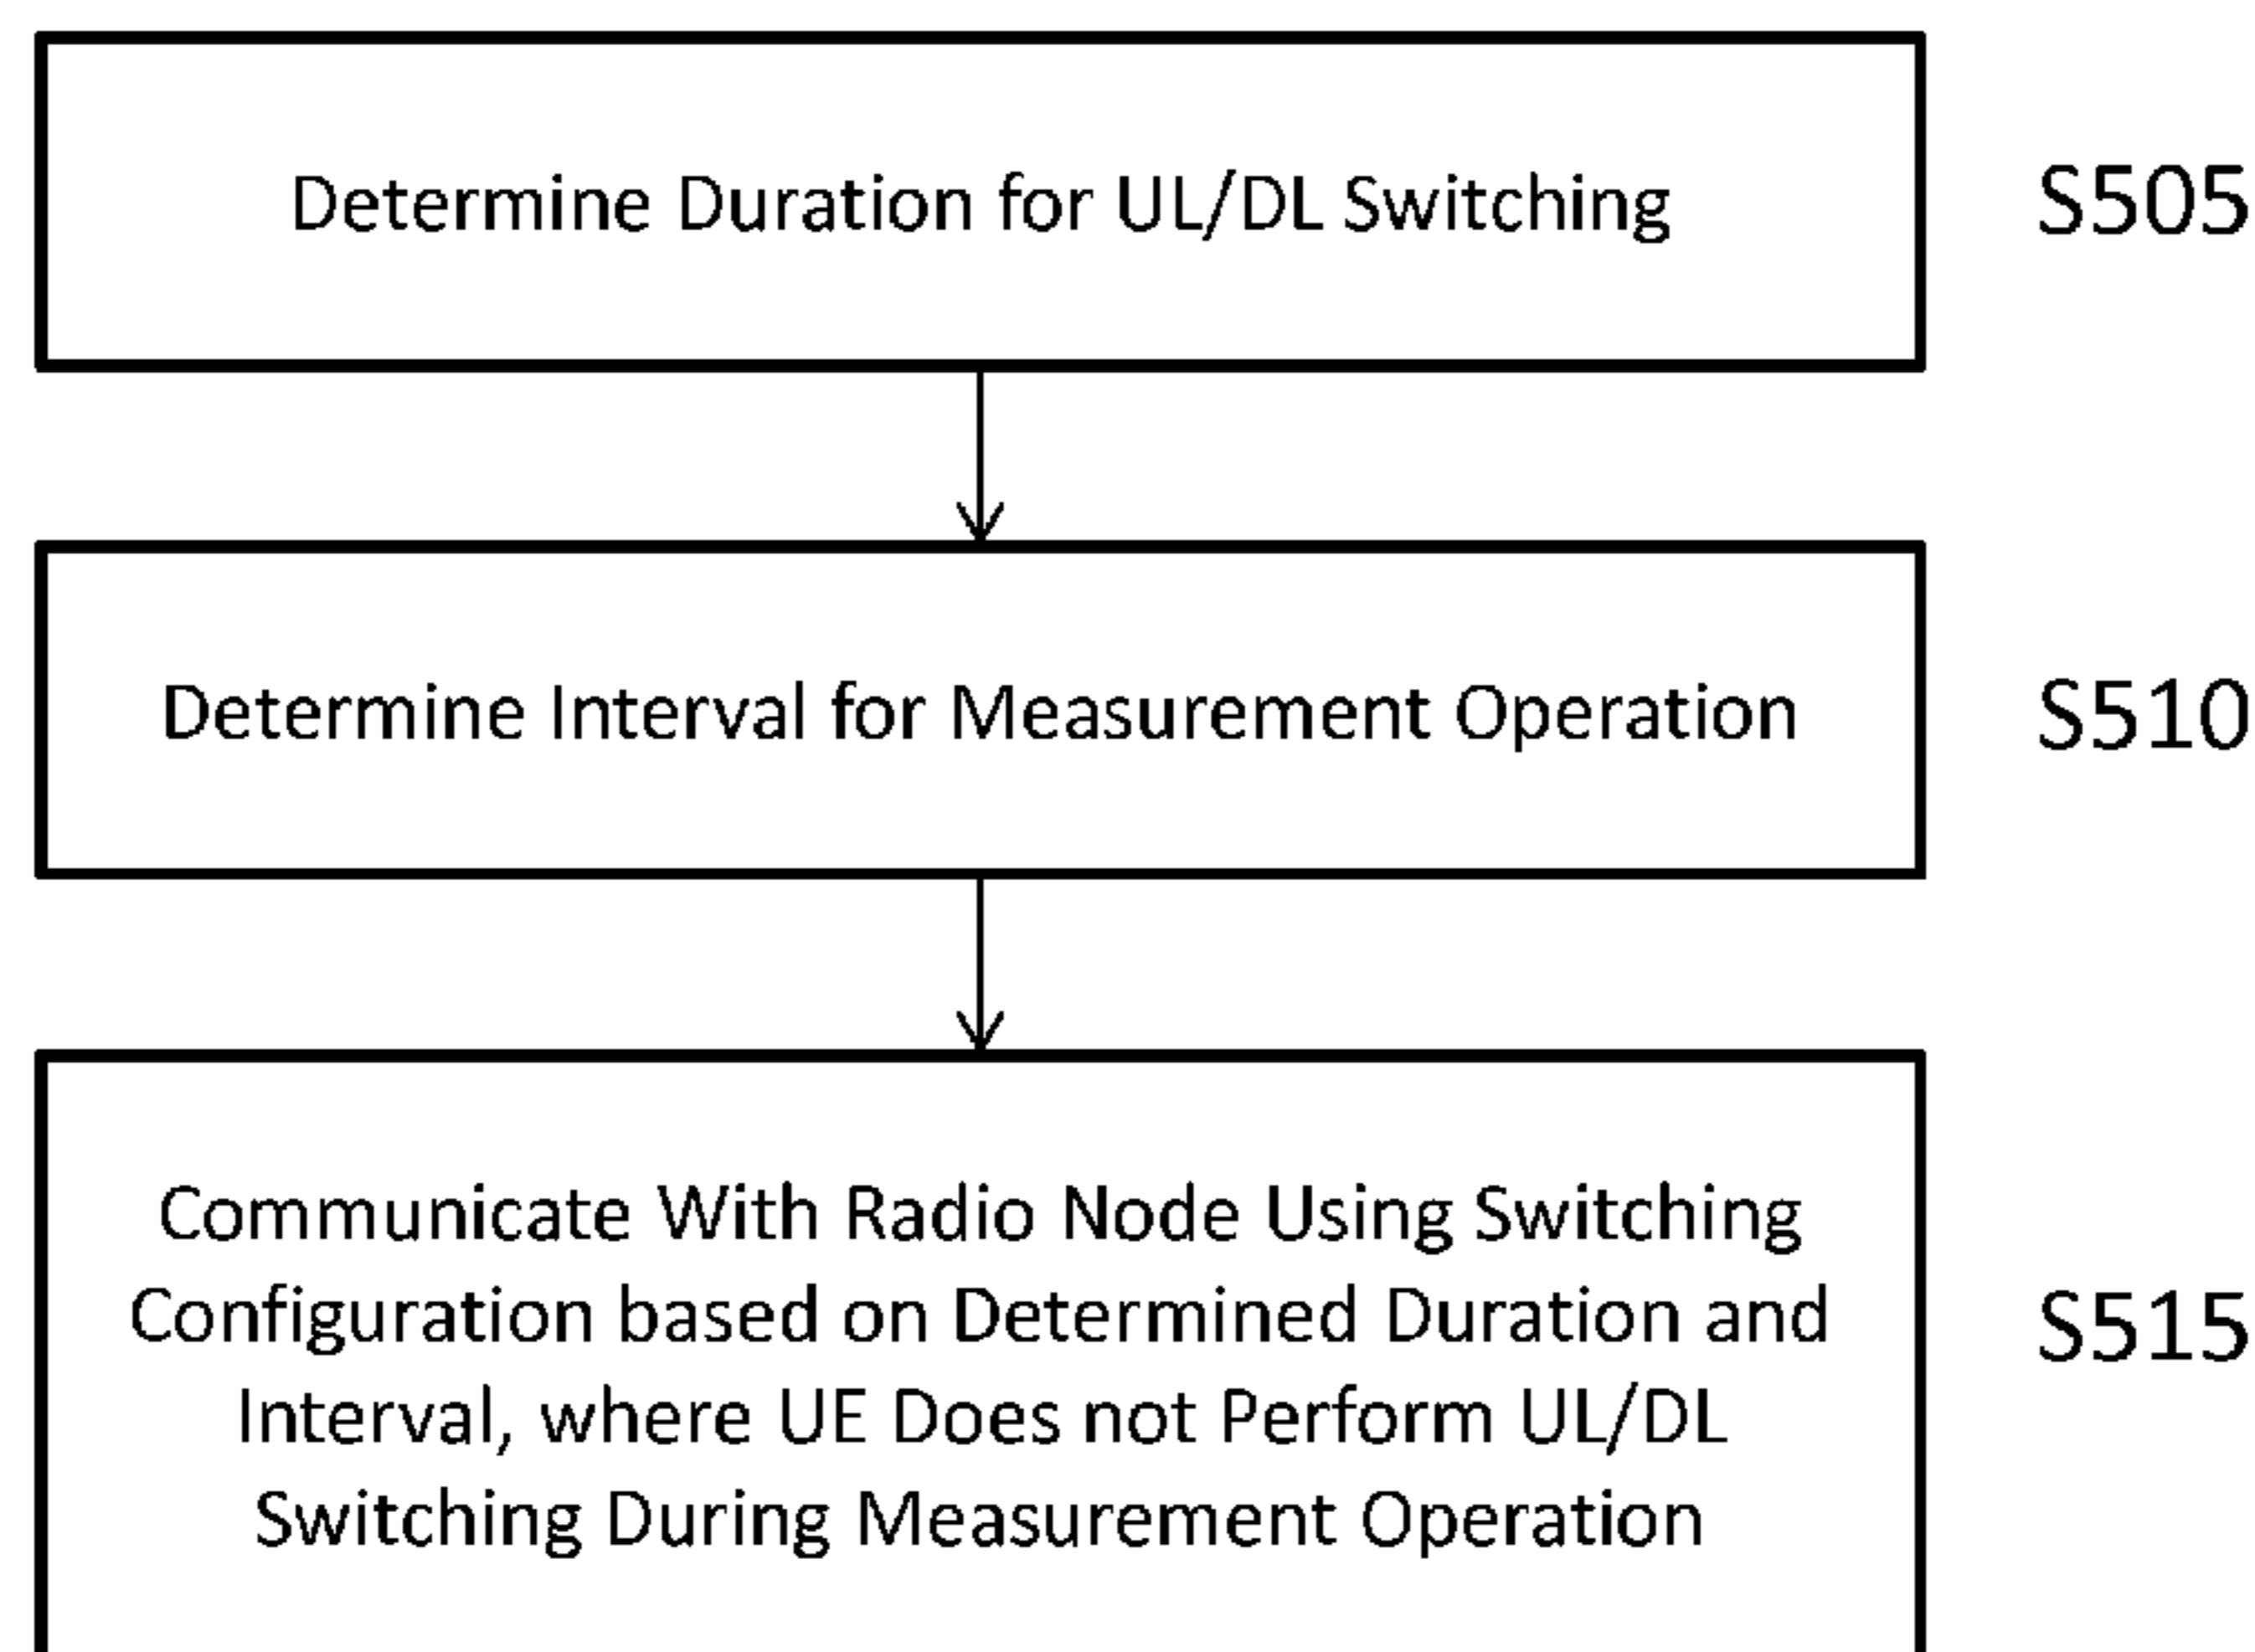 Determine Duration for UL/DL Switching
S505
Determine Interval for Measurement Operation
S510
Communicate With Radio Node Using Switching
Configuration based on Determined Duration and
Interval, where UE Does not Perform UL/DL
Switching During Measurement Operation
S515